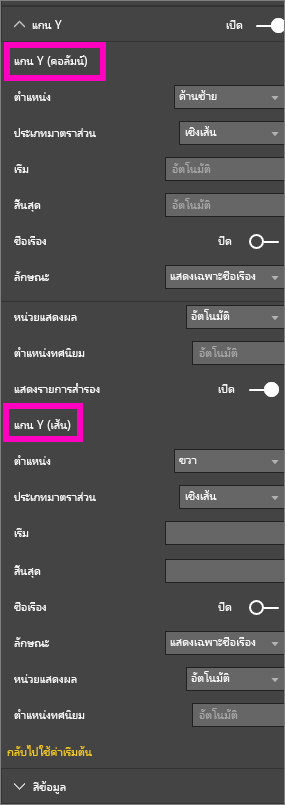 แกน Y เปิด
แกน Y (คอลัมน์)
ตำแหน่ง ด้านซ้าย
ประเภทมาตราส่วน เชิงเส้น
เริ่ม อัตโนมัติ
สิ้นสุด อัตโนมัติ
ชื่อเรื่อง ปิด
ลักษณะ แสดงเฉพาะชื่อเรื่อง
หน่วยแสดงผล อัตโนมัติ
ตำแหน่งทศนิยม อัตโนมัติ
แสดงรายการสำรอง เปิด
แกน Y (เส้น)
ตำแหน่ง ขวา
ประเภทมาตราส่วน เชิงเส้น
เริ่ม
สิ้นสุด
ชื่อเรื่อง ปิด
ลักษณะ แสดงเฉพาะชื่อเรื่อง
หน่วยแสดงผล อัตโนมัติ
ตำแหน่งทศนิยม อัตโนมัติ
กลับไปใช้ค่าเริ่มต้น
สีข้อมูล